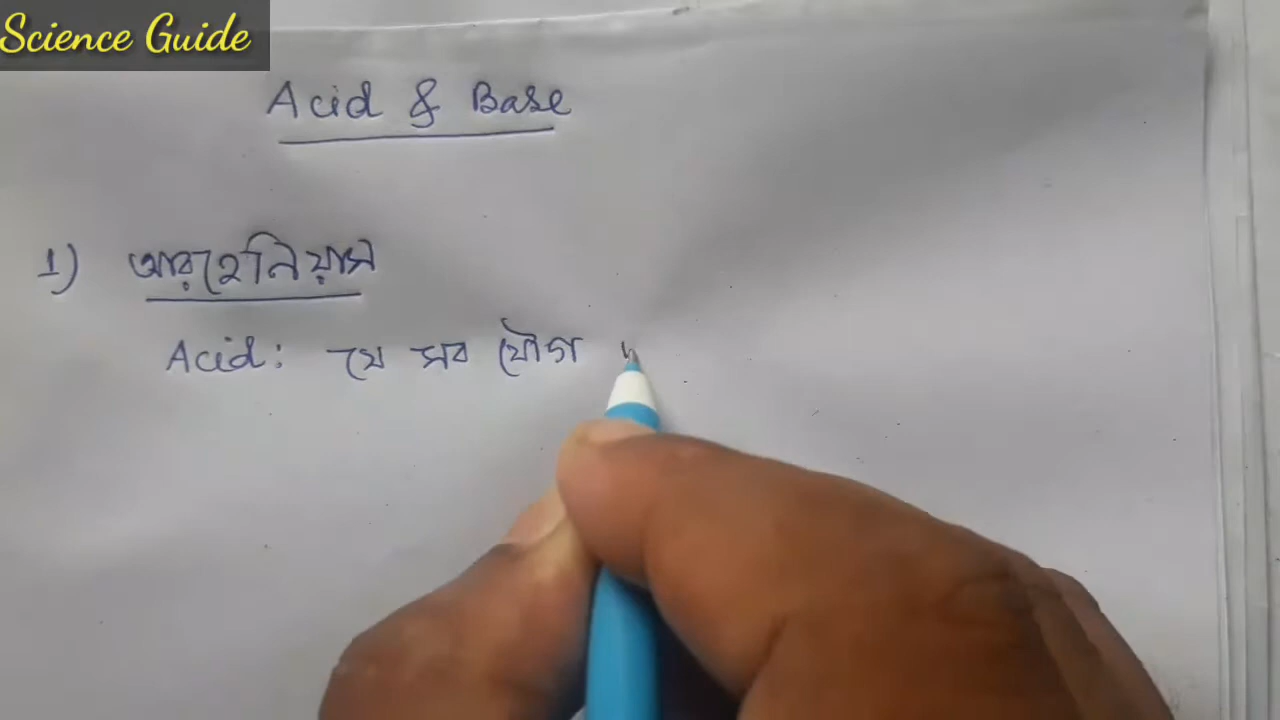 Science Guide
Acid & Base
1) আরহেনিয়াস
Acid: যে সব যৌগ